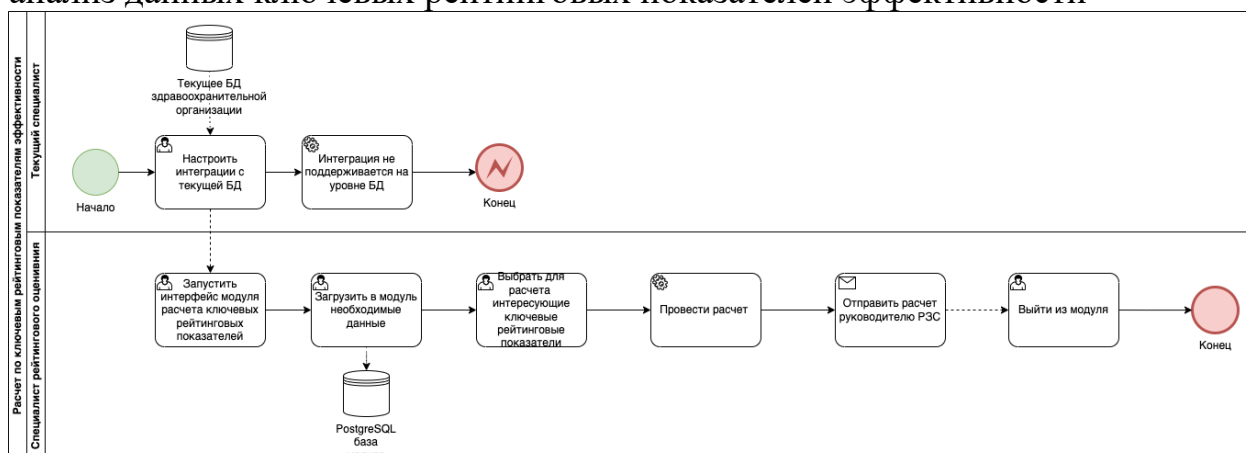 анализ данных ключевых рейтинговых показателей эффективности
Расчет по ключевым рейтинговым показателям эффективности
Текущий специалист
Текущее БД
здравоохранительной
организации
Настроить
интеграции с
текущей БД
Интеграция не
поддерживается на
уровне БД
Начало
Конец
Специалист рейтингового оценивния
Запустить
интерфейс модуля
расчета ключевых
рейтинговых
показателей
Загрузить в модуль
необходимые
данные
Выбрать для
расчета
интересующие
ключевые
рейтинговые
показатели
Провести расчет
Отправить расчет
руководителю РЗС
Выйти из модуля
Конец
PostgreSQL
база